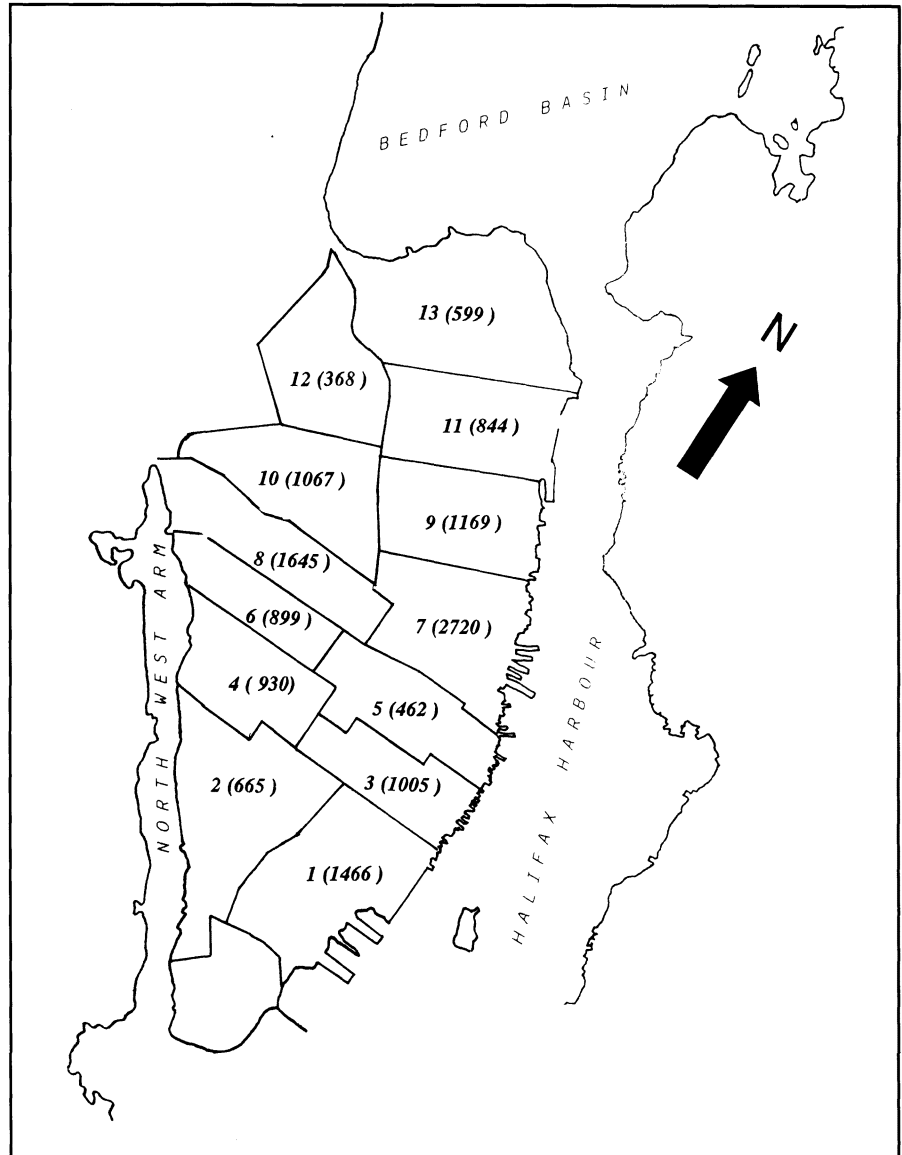 BEDFORD BASIN
N
13 (599 )
12 (368 )
11 (844 )
10 (1067 )
9 (1169 )
8 (1645 )
6 (899 )
7 (2720 )
4 ( 930)
5 (462 )
2 (665 )
3 (1005 )
1 (1466 )
NORTH WEST ARM
HALIFAX HARBOUR